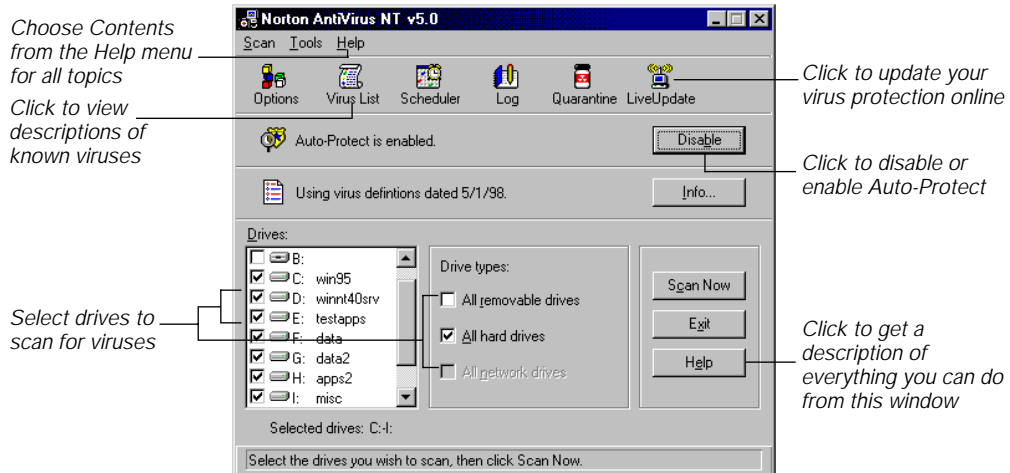 Choose Contents
from the Help menu
for all topics
Click to view
descriptions of
known viruses
Select drives to
scan for viruses
Norton AntiVirus NT v5.0
Scan Tools Help
Options Virus List Scheduler Log Quarantine LiveUpdate
Auto-Protect is enabled.
Disable
Using virus defintions dated 5/1/98.
Info...
Drives:
B:
C: win95
D: winnt40srv
E: testapps
F: data
G: data2
H: apps2
I: misc
Drive types:
All removable drives
All hard drives
All network drives
Scan Now
Exit
Help
Selected drives: C:-I:
Select the drives you wish to scan, then click Scan Now.
Click to update your
virus protection online
Click to disable or
enable Auto-Protect
Click to get a
description of
everything you can do
from this window